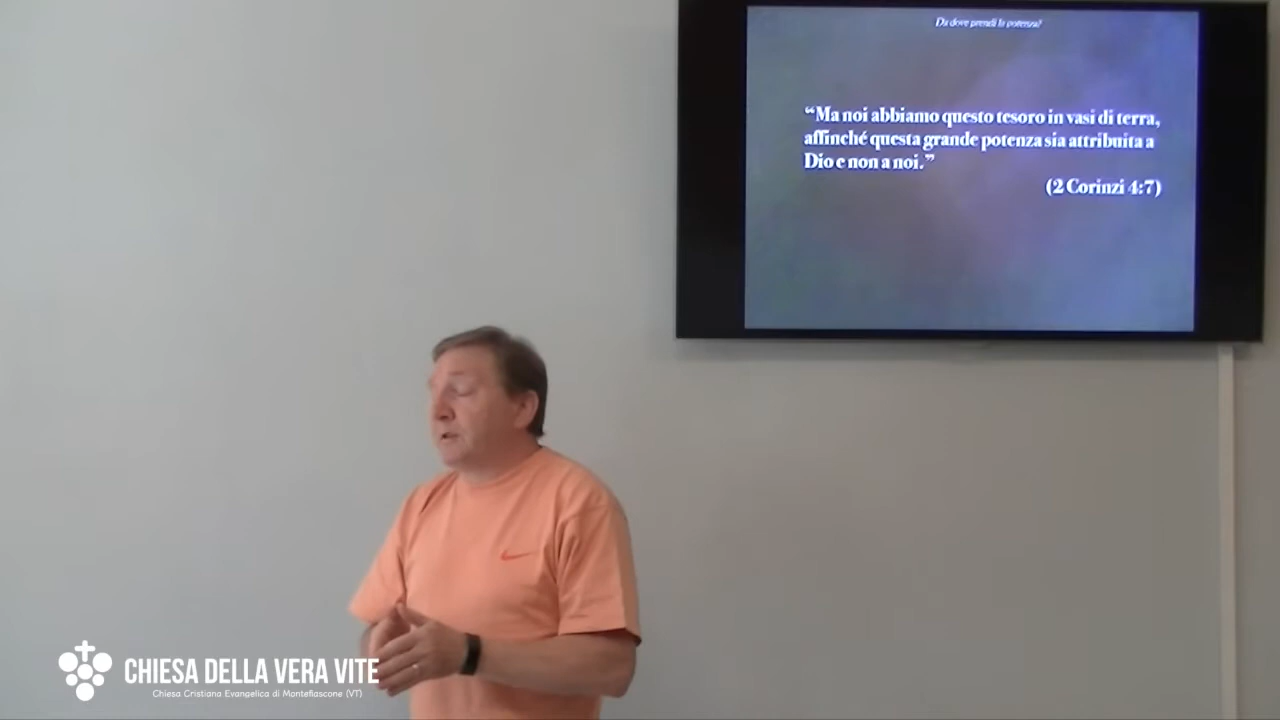 Da dove prendi la potenza?
“Ma noi abbiamo questo tesoro in vasi di terra,
affinché questa grande potenza sia attribuita a
Dio e non a noi.”
(2 Corinzi 4:7)
CHIESA DELLA VERA VITE
Chiesa Cristiana Evangelica di Montefiascone (VT)